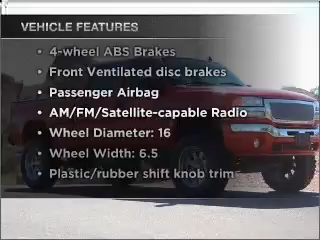 VEHICLE FEATURES
• 4-wheel ABS Brakes
• Front Ventilated disc brakes
• Passenger Airbag
• AM/FM/Satellite-capable Radio
• Wheel Diameter: 16
• Wheel Width: 6.5
• Plastic/rubber shift knob trim